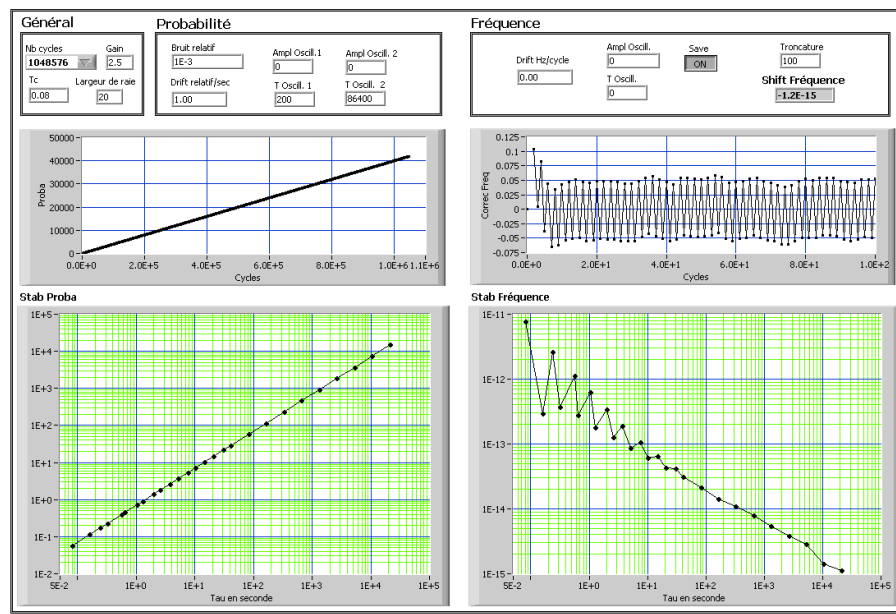 Général
Probabilité
Fréquence
Nb cycles
1048576
Gain
2.5
Tc
0.08
Largeur de raie
20
Bruit relatif
1E-3
Ampl Oscill.1
0
Ampl Oscill. 2
0
Drift relatif/sec
1.00
T Oscill. 1
200
T Oscill. 2
86400
Drift Hz/cycle
0.00
Ampl Oscill.
0
T Oscill.
0
Save
ON
Troncature
100
Shift Fréquence
-1.2E-15
50000
40000
30000
20000
10000
0
Proba
0.0E+0 2.0E+5 4.0E+5 6.0E+5 8.0E+5 1.0E+6 1.1E+6
Cycles
0.125
0.1
0.075
0.05
0.025
0
-0.025
-0.05
-0.075
Correc Freq
0.0E+0 2.0E+1 4.0E+1 6.0E+1 8.0E+1 1.0E+2
Cycles
Stab Proba
1E+5
1E+4
1E+3
1E+2
1E+1
1E+0
1E-1
1E-2
5E-2 1E+0 1E+1 1E+2 1E+3 1E+4 1E+5
Tau en seconde
Stab Fréquence
1E-11
1E-12
1E-13
1E-14
1E-15
5E-2 1E+0 1E+1 1E+2 1E+3 1E+4 1E+5
Tau en seconde